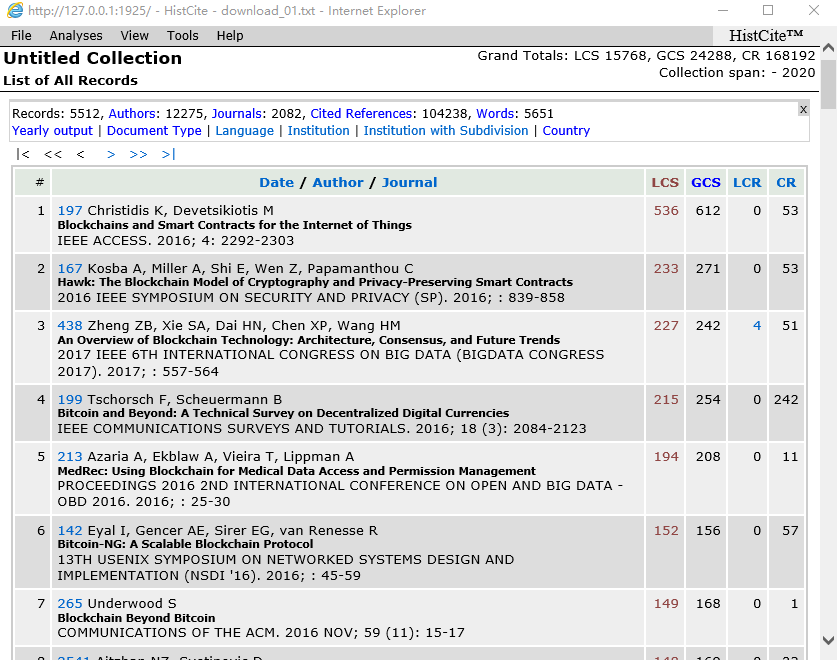 http://127.0.0.1:1925/ - HistCite - download_01.txt - Internet Explorer
File Analyses View Tools Help
HistCite™
Untitled Collection
Grand Totals: LCS 15768, GCS 24288, CR 168192
List of All Records
Collection span: - 2020
Records: 5512, Authors: 12275, Journals: 2082, Cited References: 104238, Words: 5651
x
Yearly output | Document Type | Language | Institution | Institution with Subdivision | Country
|< << < > >> >|
# Date / Author / Journal LCS GCS LCR CR
1 197 Christidis K, Devetsikiotis M 536 612 0 53
Blockchains and Smart Contracts for the Internet of Things
IEEE ACCESS. 2016; 4: 2292-2303
2 167 Kosba A, Miller A, Shi E, Wen Z, Papamanthou C 233 271 0 53
Hawk: The Blockchain Model of Cryptography and Privacy-Preserving Smart Contracts
2016 IEEE SYMPOSIUM ON SECURITY AND PRIVACY (SP). 2016; : 839-858
3 438 Zheng ZB, Xie SA, Dai HN, Chen XP, Wang HM 227 242 4 51
An Overview of Blockchain Technology: Architecture, Consensus, and Future Trends
2017 IEEE 6TH INTERNATIONAL CONGRESS ON BIG DATA (BIGDATA CONGRESS
2017). 2017; : 557-564
4 199 Tschorsch F, Scheuermann B 215 254 0 242
Bitcoin and Beyond: A Technical Survey on Decentralized Digital Currencies
IEEE COMMUNICATIONS SURVEYS AND TUTORIALS. 2016; 18 (3): 2084-2123
5 213 Azaria A, Ekblaw A, Vieira T, Lippman A 194 208 0 11
MedRec: Using Blockchain for Medical Data Access and Permission Management
PROCEEDINGS 2016 2ND INTERNATIONAL CONFERENCE ON OPEN AND BIG DATA -
OBD 2016. 2016; : 25-30
6 142 Eyal I, Gencer AE, Sirer EG, van Renesse R 152 156 0 57
Bitcoin-NG: A Scalable Blockchain Protocol
13TH USENIX SYMPOSIUM ON NETWORKED SYSTEMS DESIGN AND
IMPLEMENTATION (NSDI '16). 2016; : 45-59
7 265 Underwood S 149 168 0 1
Blockchain Beyond Bitcoin
COMMUNICATIONS OF THE ACM. 2016 NOV; 59 (11): 15-17